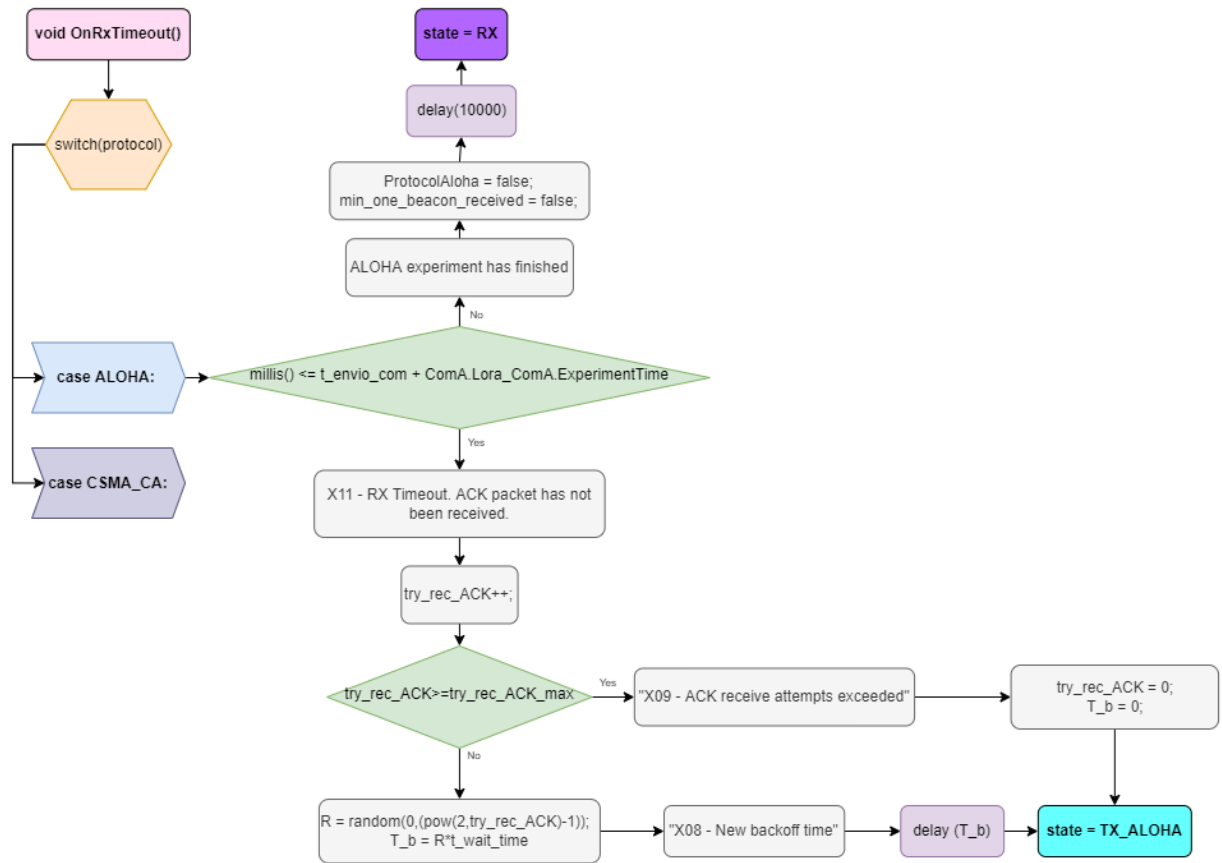 void OnRxTimeout()
state = RX
delay(10000)
switch(protocol)
ProtocolAloha = false;
min_one_beacon_received = false;
ALOHA experiment has finished
No
case ALOHA:
millis() <= t_envio_com + ComA.Lora_ComA.ExperimentTime
Yes
case CSMA_CA:
X11 - RX Timeout. ACK packet has not
been received.
try_rec_ACK++;
try_rec_ACK>=try_rec_ACK_max
Yes
"X09 - ACK receive attempts exceeded"
try_rec_ACK = 0;
T_b = 0;
No
R = random(0,(pow(2,try_rec_ACK)-1));
T_b = R*t_wait_time
"X08 - New backoff time"
delay (T_b)
state = TX_ALOHA